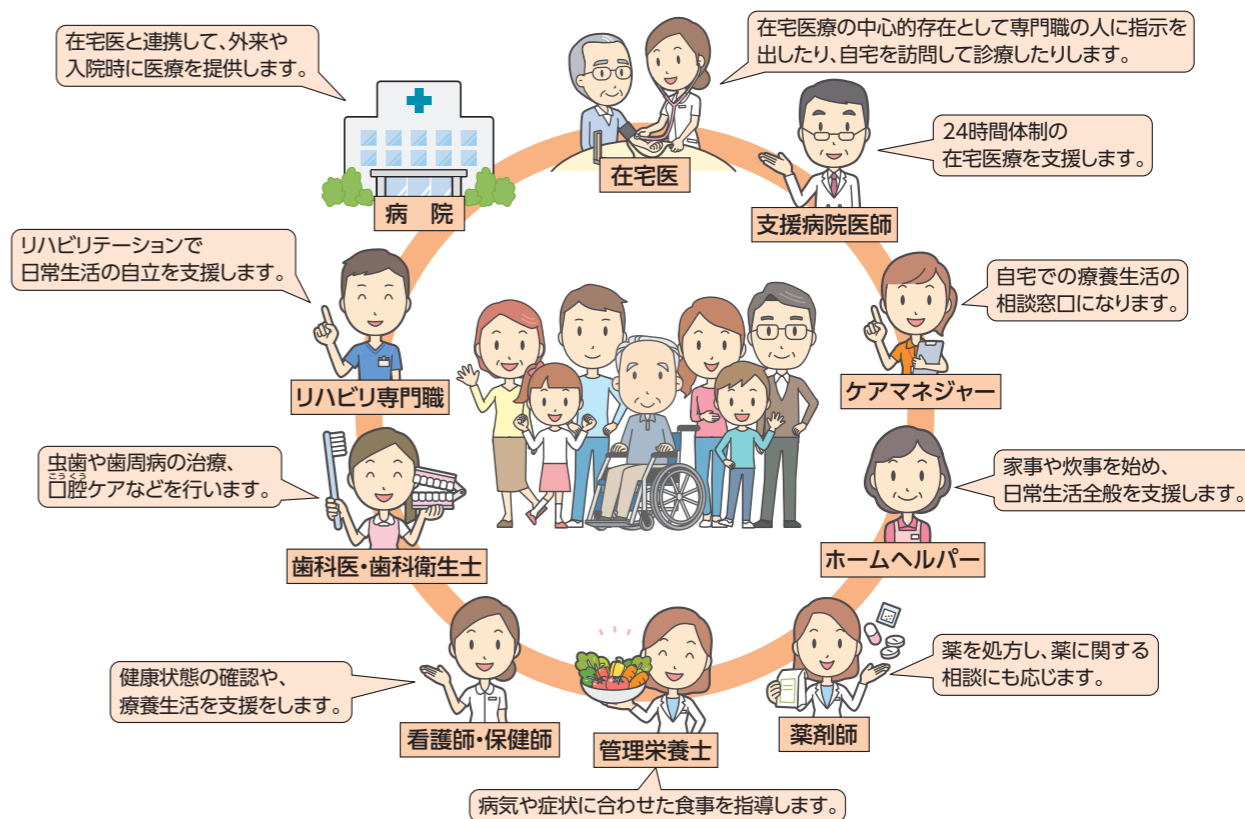 在宅医と連携して、外来や
入院時に医療を提供します。
病 院
在宅医療の中心的存在として専門職の人に指示を
出したり、自宅を訪問して診療したりします。
在宅医
24時間体制の
在宅医療を支援します。
支援病院医師
自宅での療養生活の
相談窓口になります。
ケアマネジャー
家事や炊事を始め、
日常生活全般を支援します。
ホームヘルパー
薬を処方し、薬に関する
相談にも応じます。
薬剤師
管理栄養士
病気や症状に合わせた食事を指導します。
健康状態の確認や、
療養生活を支援をします。
看護師・保健師
虫歯や歯周病の治療、
こうくう
口腔ケアなどを行います。
歯科医・歯科衛生士
リハビリテーションで
日常生活の自立を支援します。
リハビリ専門職